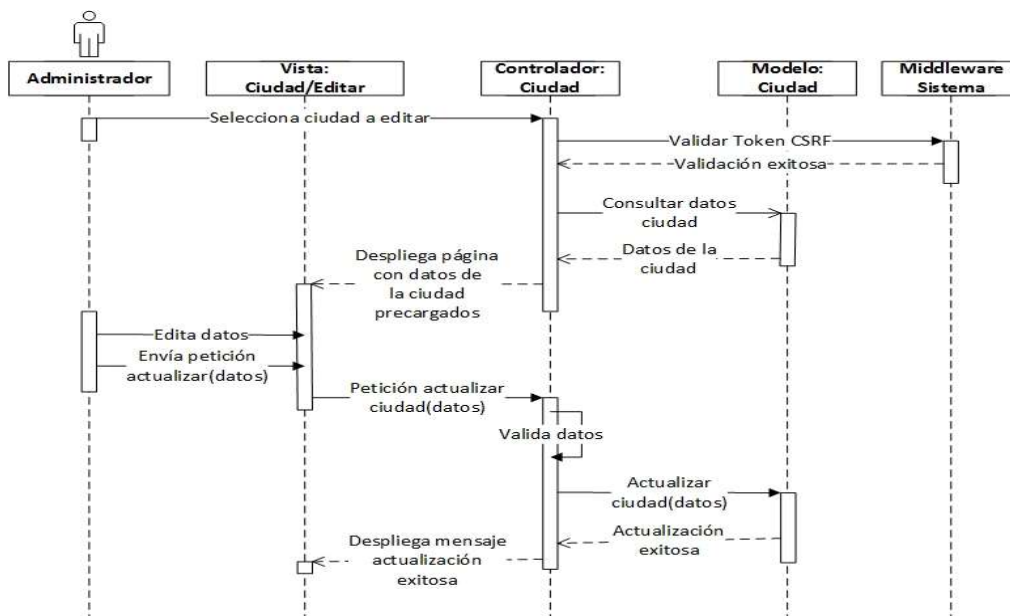 Administrador
Vista:
Ciudad/Editar
Controlador:
Ciudad
Modelo:
Ciudad
Middleware
Sistema
Selecciona ciudad a editar
Validar Token CSRF
Validación exitosa
Consultar datos
ciudad
Datos de la
ciudad
Despliega página
con datos de
la ciudad
precargados
Edita datos
Envía petición
actualizar(datos)
Petición actualizar
ciudad(datos)
Valida datos
Actualizar
ciudad(datos)
Actualización
exitosa
Despliega mensaje
actualización
exitosa